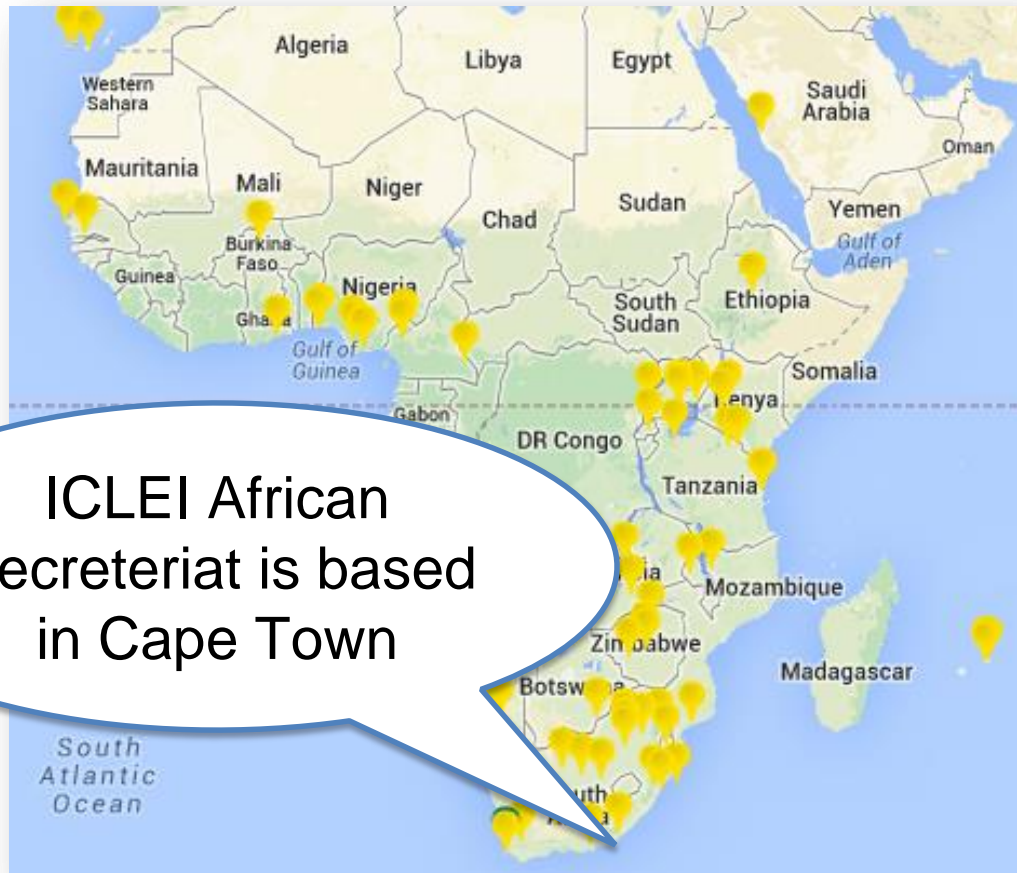 Algeria
Libya
Egypt
Western
Sahara
Saudi
Arabia
Oman
Mauritania
Mali
Niger
Chad
Sudan
Yemen
Gulf of
Aden
Burkina
Faso
Guinea
Nigeria
South
Sudan
Ethiopia
Gulf of
Guinea
Somalia
Gabon
DR Congo
Tanzania
ICLEI African
ecreteriat is based
in Cape Town
Mozambique
Madagascar
South
Atlantic
Ocean